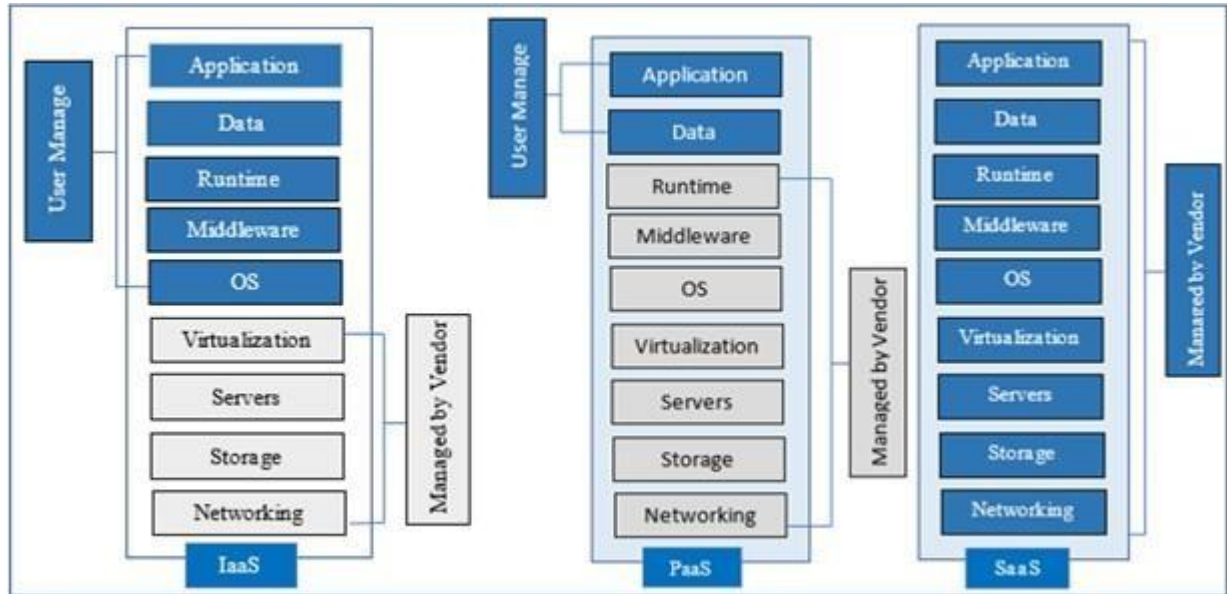 User Manage
Application
Data
Runtime
Middleware
OS
Virtualization
Servers
Storage
Networking
Managed by Vendor
IaaS
User Manage
Application
Data
Runtime
Middleware
OS
Virtualization
Servers
Storage
Networking
Managed by Vendor
PaaS
Application
Data
Runtime
Middleware
OS
Virtualization
Servers
Storage
Networking
Managed by Vendor
SaaS